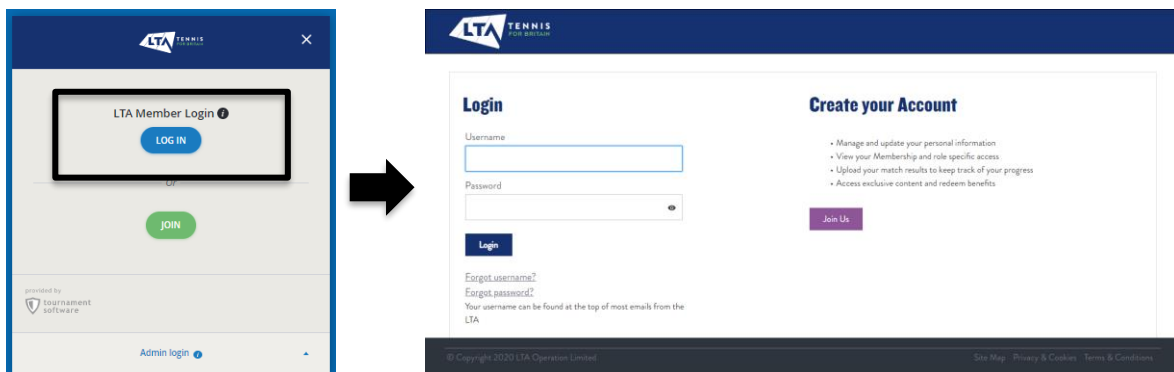 LTA TENNIS
FOR BRITAIN
LTA Member Login
LOG IN
or
JOIN
provided by
tournament
software
Admin login
LTA TENNIS
FOR BRITAIN
Login
Username
Password
Login
Forgot username?
Forgot password?
Your username can be found at the top of most emails from the
LTA
Create your Account
• Manage and update your personal information
• View your Membership and role specific access
• Upload your match results to keep track of your progress
• Access exclusive content and redeem benefits
Join Us
© Copyright 2020 LTA Operation Limited
Site Map Privacy & Cookies Terms & Conditions